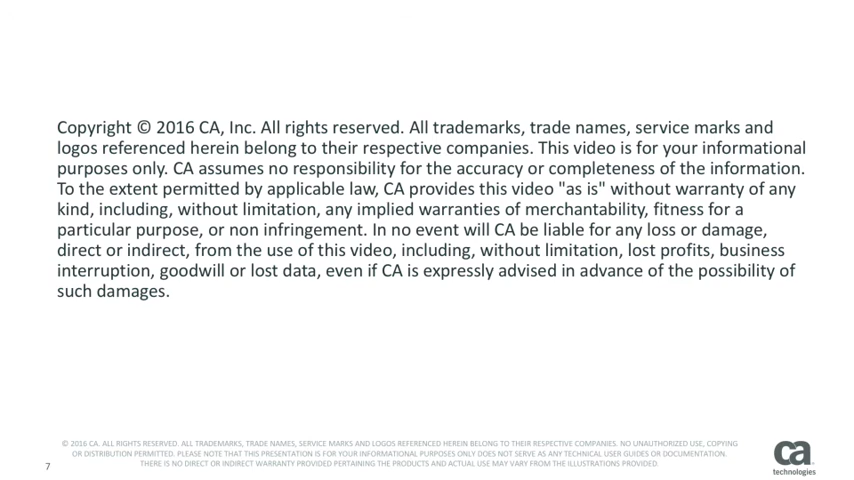 Copyright © 2016 CA, Inc. All rights reserved. All trademarks, trade names, service marks and
logos referenced herein belong to their respective companies. This video is for your informational
purposes only. CA assumes no responsibility for the accuracy or completeness of the information.
To the extent permitted by applicable law, CA provides this video "as is" without warranty of any
kind, including, without limitation, any implied warranties of merchantability, fitness for a
particular purpose, or non infringement. In no event will CA be liable for any loss or damage,
direct or indirect, from the use of this video, including, without limitation, lost profits, business
interruption, goodwill or lost data, even if CA is expressly advised in advance of the possibility of
such damages.
© 2016 CA. ALL RIGHTS RESERVED. ALL TRADEMARKS, TRADE NAMES, SERVICE MARKS AND LOGOS REFERENCED HEREIN BELONG TO THEIR RESPECTIVE COMPANIES. NO UNAUTHORIZED USE, COPYING
OR DISTRIBUTION PERMITTED. PLEASE NOTE THAT THIS PRESENTATION IS FOR YOUR INFORMATIONAL PURPOSES ONLY DOES NOT SERVE AS ANY TECHNICAL USER GUIDES OR DOCUMENTATION.
THERE IS NO DIRECT OR INDIRECT WARRANTY PROVIDED PERTAINING THE PRODUCTS AND ACTUAL USE MAY VARY FROM THE ILLUSTRATIONS PROVIDED.
7
ca
technologies